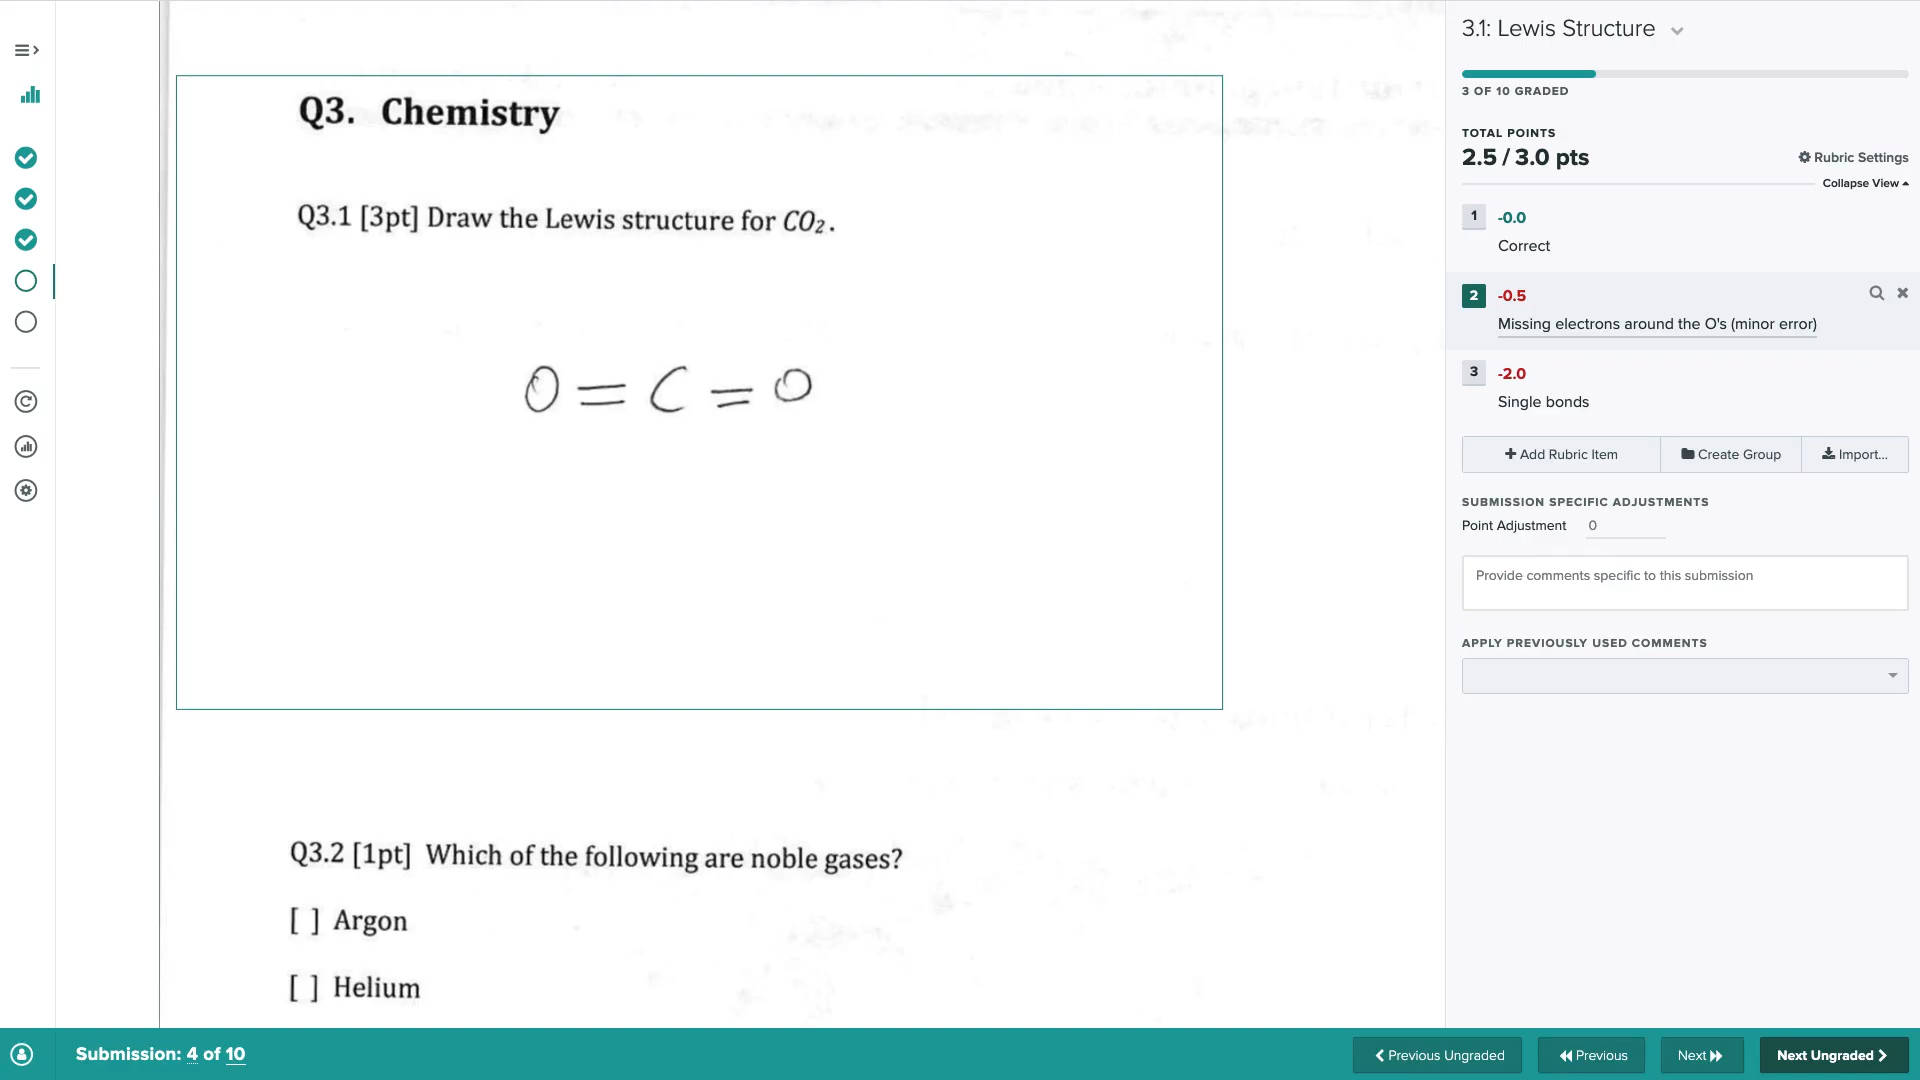 Q3. Chemistry
Q3.1 [3pt] Draw the Lewis structure for CO₂.
O = C = O
Q3.2 [1pt] Which of the following are noble gases?
[ ] Argon
[ ] Helium
3.1: Lewis Structure
3 OF 10 GRADED
TOTAL POINTS
2.5 / 3.0 pts
Rubric Settings
Collapse View
1 -0.0
Correct
2 -0.5
Missing electrons around the O's (minor error)
3 -2.0
Single bonds
+ Add Rubric Item
Create Group
Import...
SUBMISSION SPECIFIC ADJUSTMENTS
Point Adjustment 0
Provide comments specific to this submission
APPLY PREVIOUSLY USED COMMENTS
Submission: 4 of 10
Previous Ungraded
Previous
Next
Next Ungraded